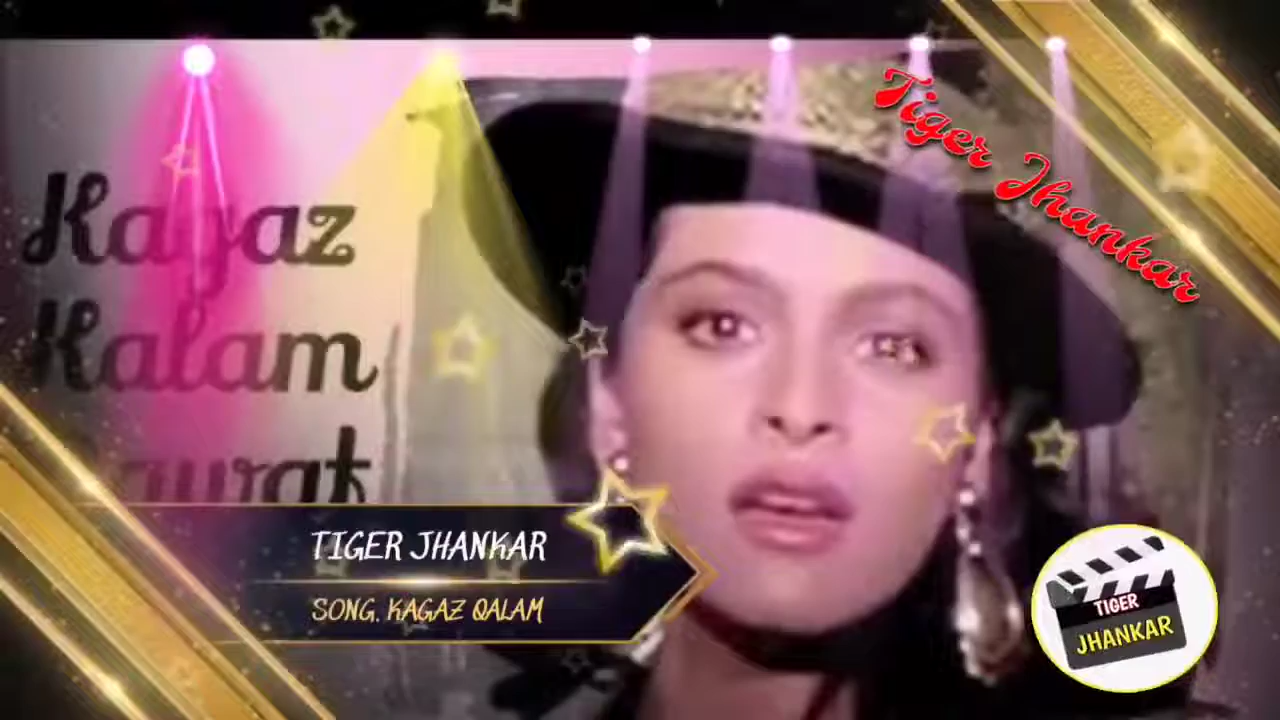 Tiger Jhankar
Kagaz
Kalam
TIGER JHANKAR
SONG. KAGAZ QALAM
TIGER
JHANKAR